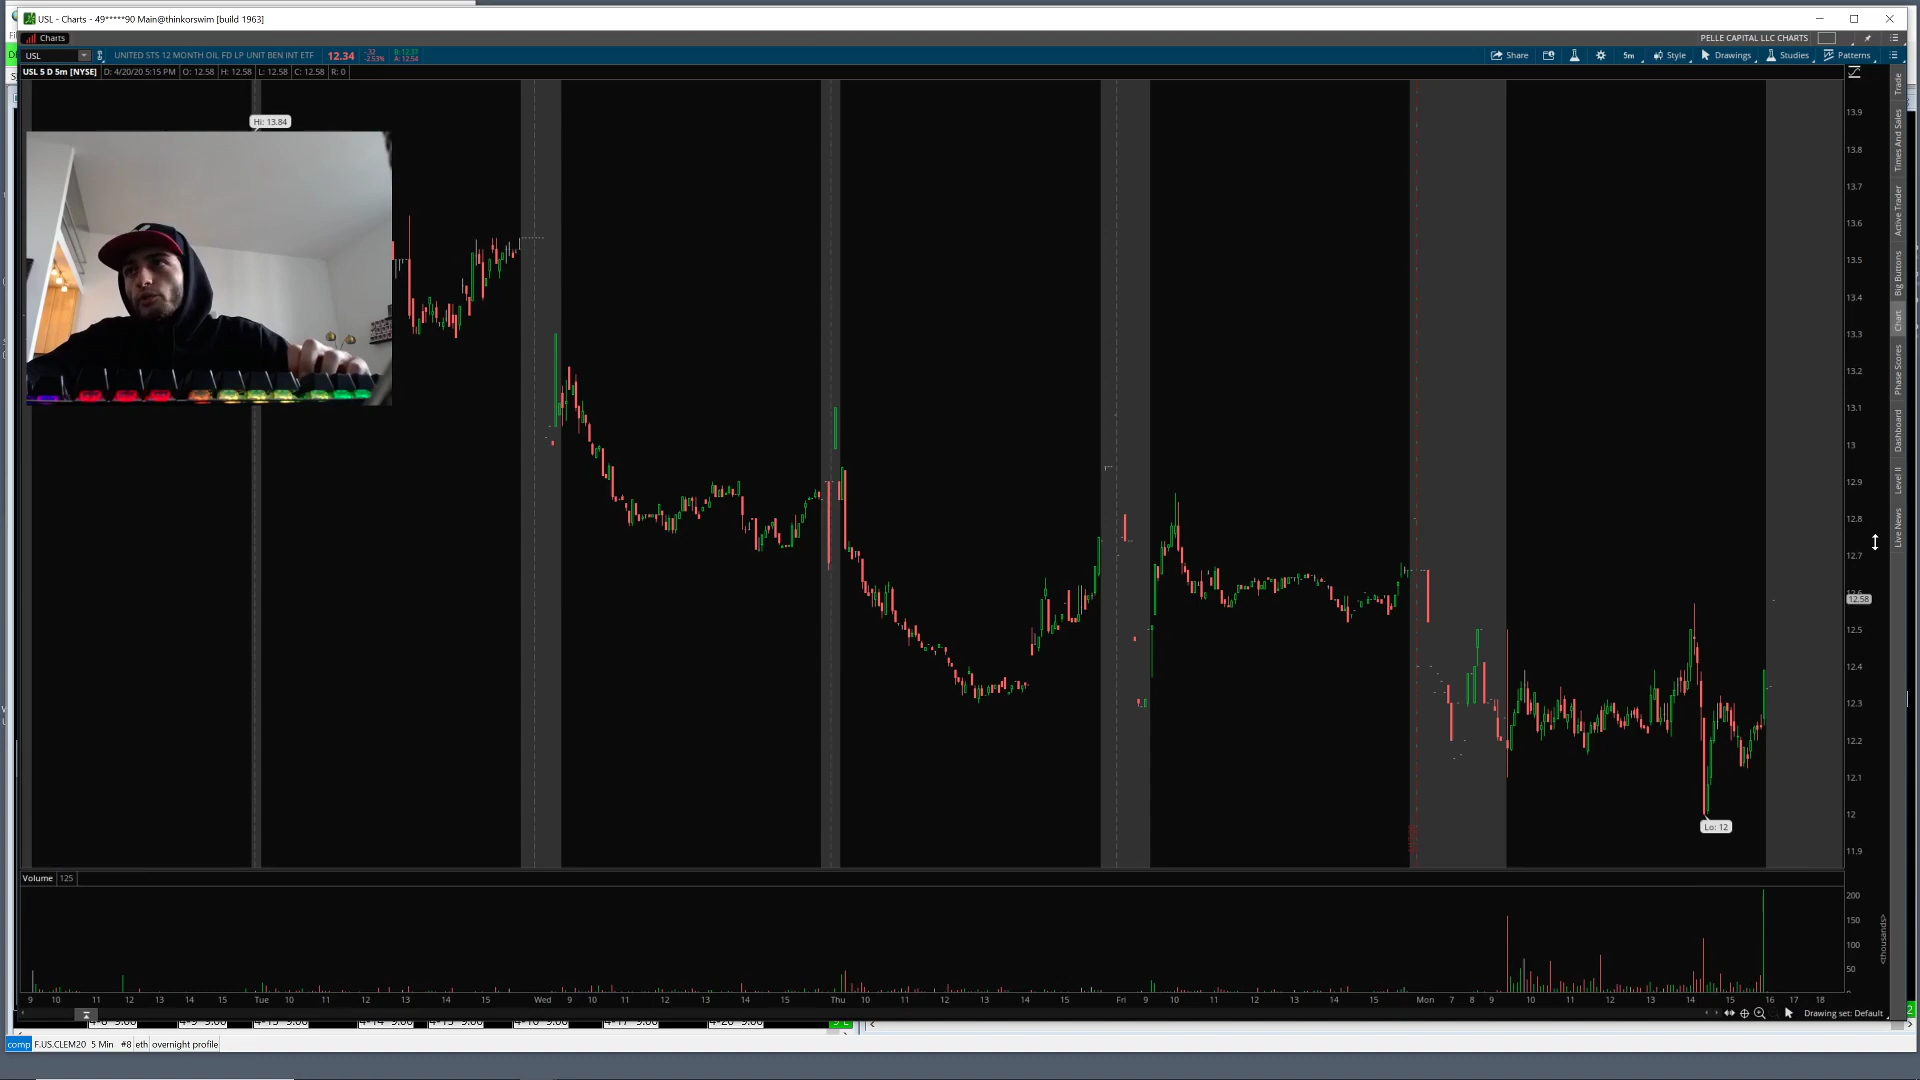 USL - Charts - 49*****90 Main@thinkorswim [build 1963]
Charts
PELLE CAPITAL LLC CHARTS
USL
UNITED STS 12 MONTH OIL FD LP UNIT BEN INT ETF
12.34
-.32
-2.53%
B: 12.37
A: 12.54
Share
5m
Style
Drawings
Studies
Patterns
USL 5 D 5m [NYSE]
D: 4/20/20 5:15 PM
O: 12.58
H: 12.58
L: 12.58
C: 12.58
R: 0
Hi: 13.84
13.9
13.8
13.7
13.6
13.5
13.4
13.3
13.2
13.1
13
12.9
12.8
12.7
12.58
12.5
12.4
12.3
12.2
12.1
12
11.9
Lo: 12
Trade
Times And Sales
Active Trader
Big Buttons
Chart
Phase Scores
Dashboard
Level II
Live News
Volume
125
200
150
100
50
<thousands>
9 10 11 12 13 14 15 Tue 10 11 12 13 14 15 Wed 9 10 11 12 13 14 15 Thu 10 11 12 13 14 15 Fri 9 10 11 12 13 14 15 Mon 7 8 9 10 11 12 13 14 15 16 17 18
Drawing set: Default
comp
F.US.CLEM20 5 Min #8 eth overnight profile